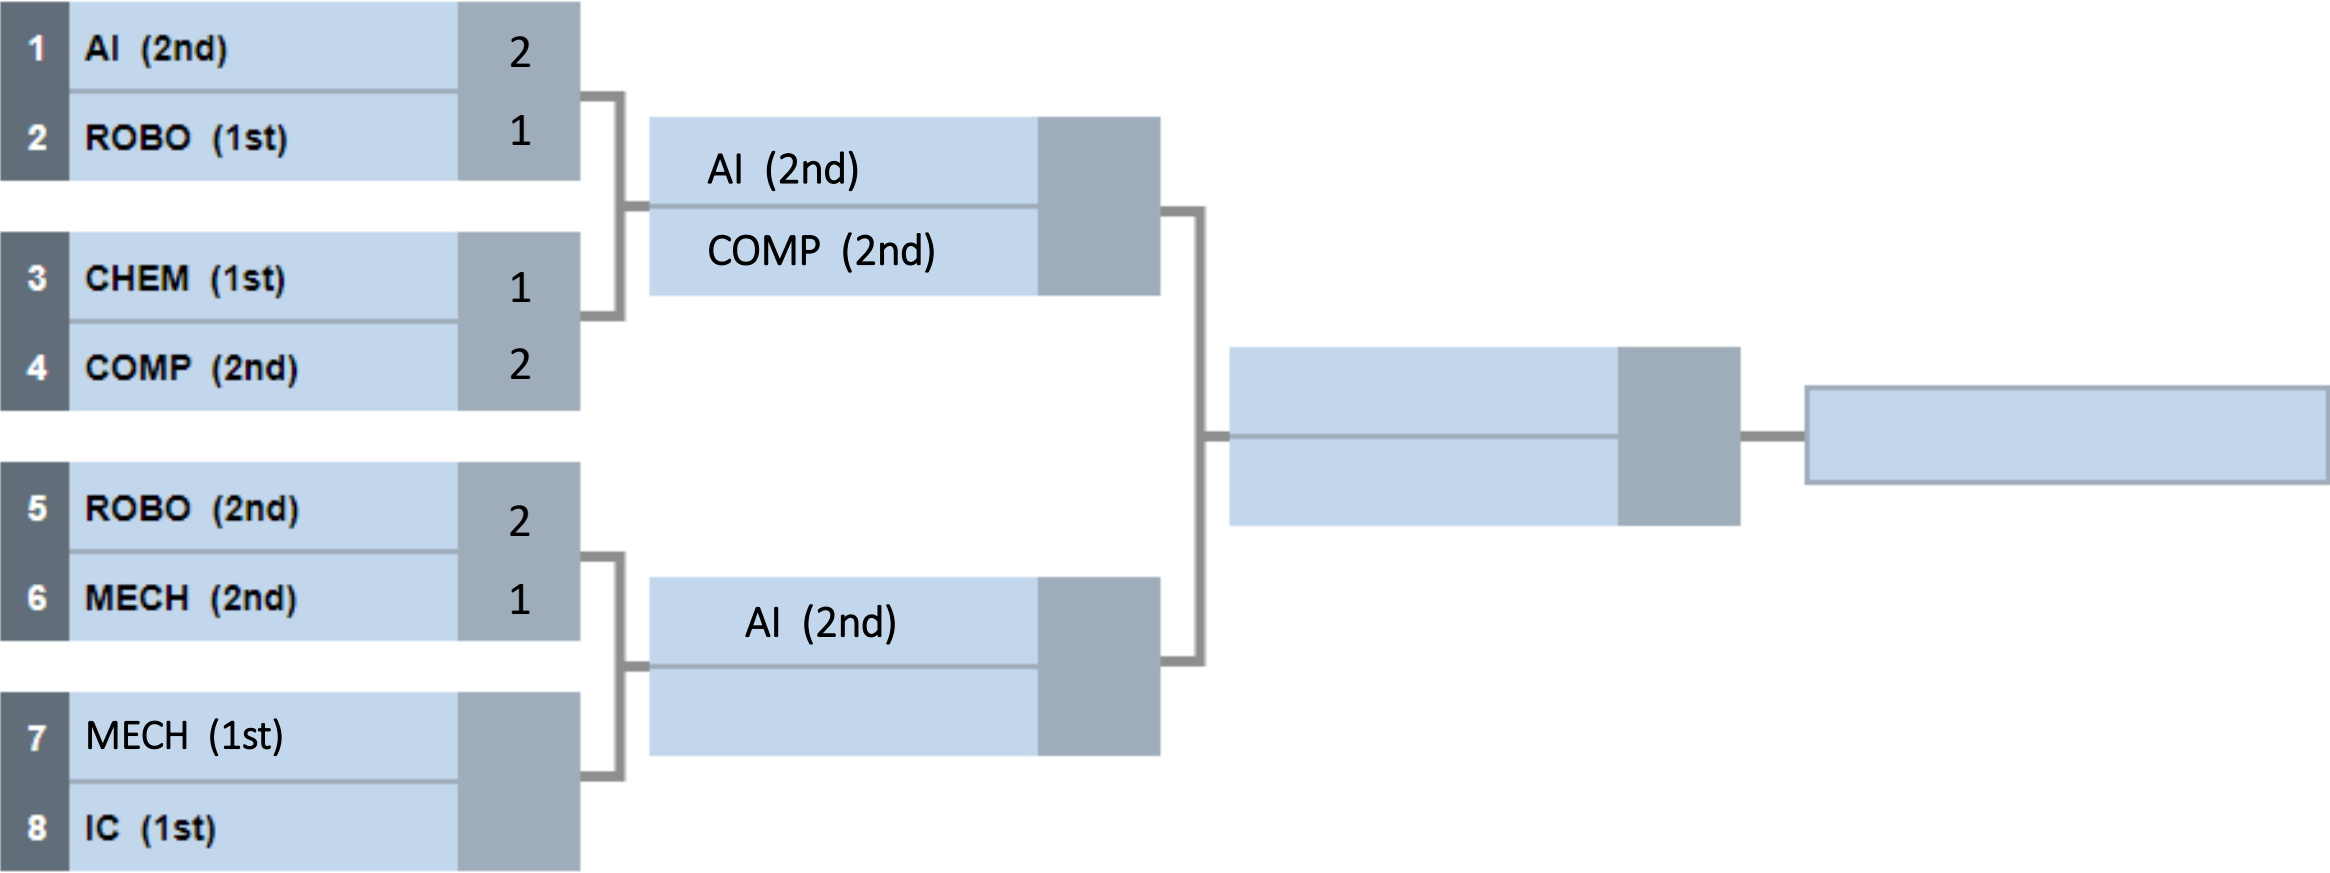 1 AI (2nd) 2
2 ROBO (1st) 1
3 CHEM (1st) 1
4 COMP (2nd) 2
5 ROBO (2nd) 2
6 MECH (2nd) 1
7 MECH (1st)
8 IC (1st)
AI (2nd)
COMP (2nd)
AI (2nd)